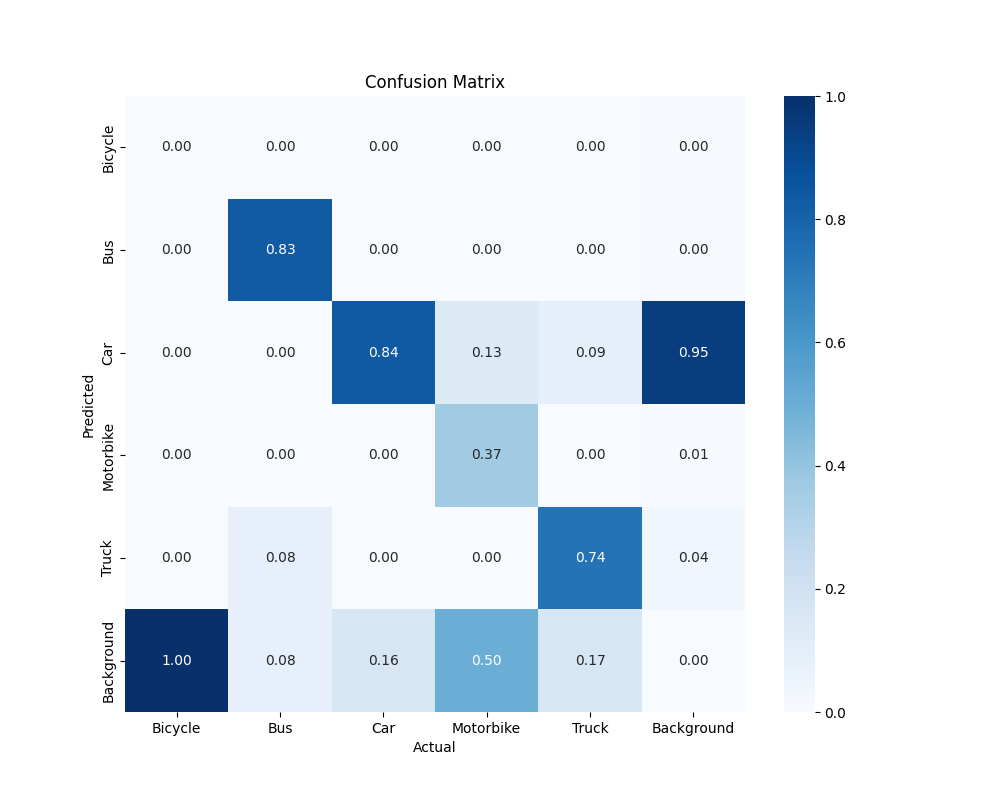 Confusion Matrix
Predicted
Bicycle 0.00 0.00 0.00 0.00 0.00 0.00
Bus 0.00 0.83 0.00 0.00 0.00 0.00
Car 0.00 0.00 0.84 0.13 0.09 0.95
Motorbike 0.00 0.00 0.00 0.37 0.00 0.01
Truck 0.00 0.08 0.00 0.00 0.74 0.04
Background 1.00 0.08 0.16 0.50 0.17 0.00
Bicycle Bus Car Motorbike Truck Background
Actual
1.0
0.8
0.6
0.4
0.2
0.0